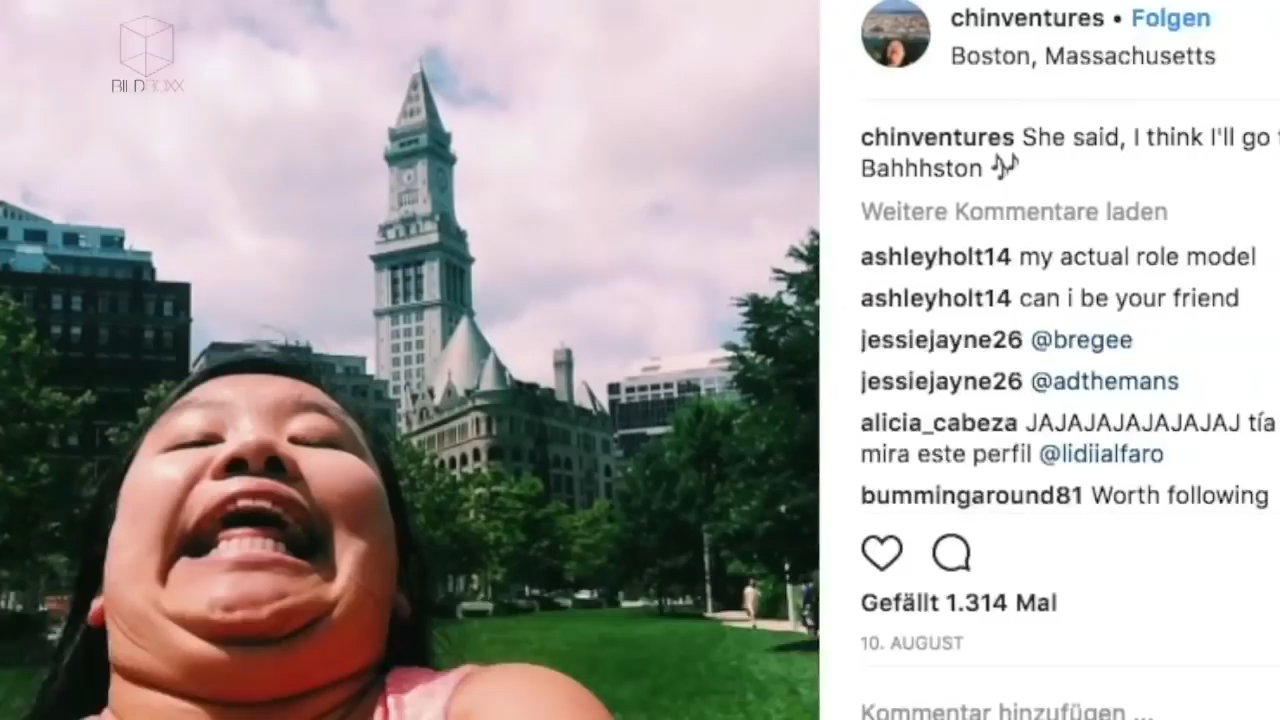 BILDBOXX
chinventures • Folgen
Boston, Massachusetts
chinventures She said, I think I'll go
Bahhhston 🎶
Weitere Kommentare laden
ashleyholt14 my actual role model
ashleyholt14 can i be your friend
jessiejayne26 @bregee
jessiejayne26 @adthemans
alicia_cabeza JAJAJAJAJAJAJAJ tía
mira este perfil @lidiialfaro
bummingaround81 Worth following
Gefällt 1.314 Mal
10. AUGUST
Kommentar hinzufügen ...